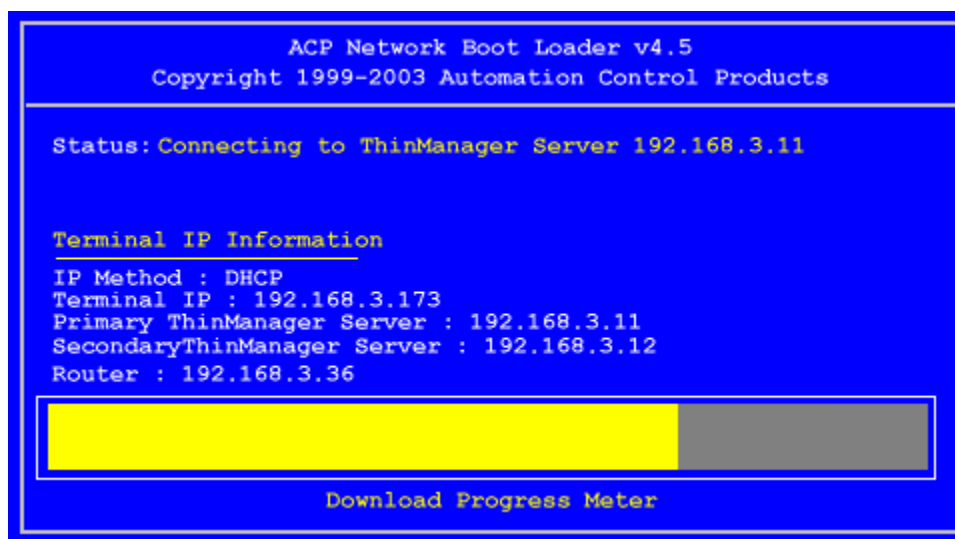 ACP Network Boot Loader v4.5
Copyright 1999-2003 Automation Control Products
Status: Connecting to ThinManager Server 192.168.3.11
Terminal IP Information
IP Method : DHCP
Terminal IP : 192.168.3.173
Primary ThinManager Server : 192.168.3.11
SecondaryThinManager Server : 192.168.3.12
Router : 192.168.3.36
Download Progress Meter